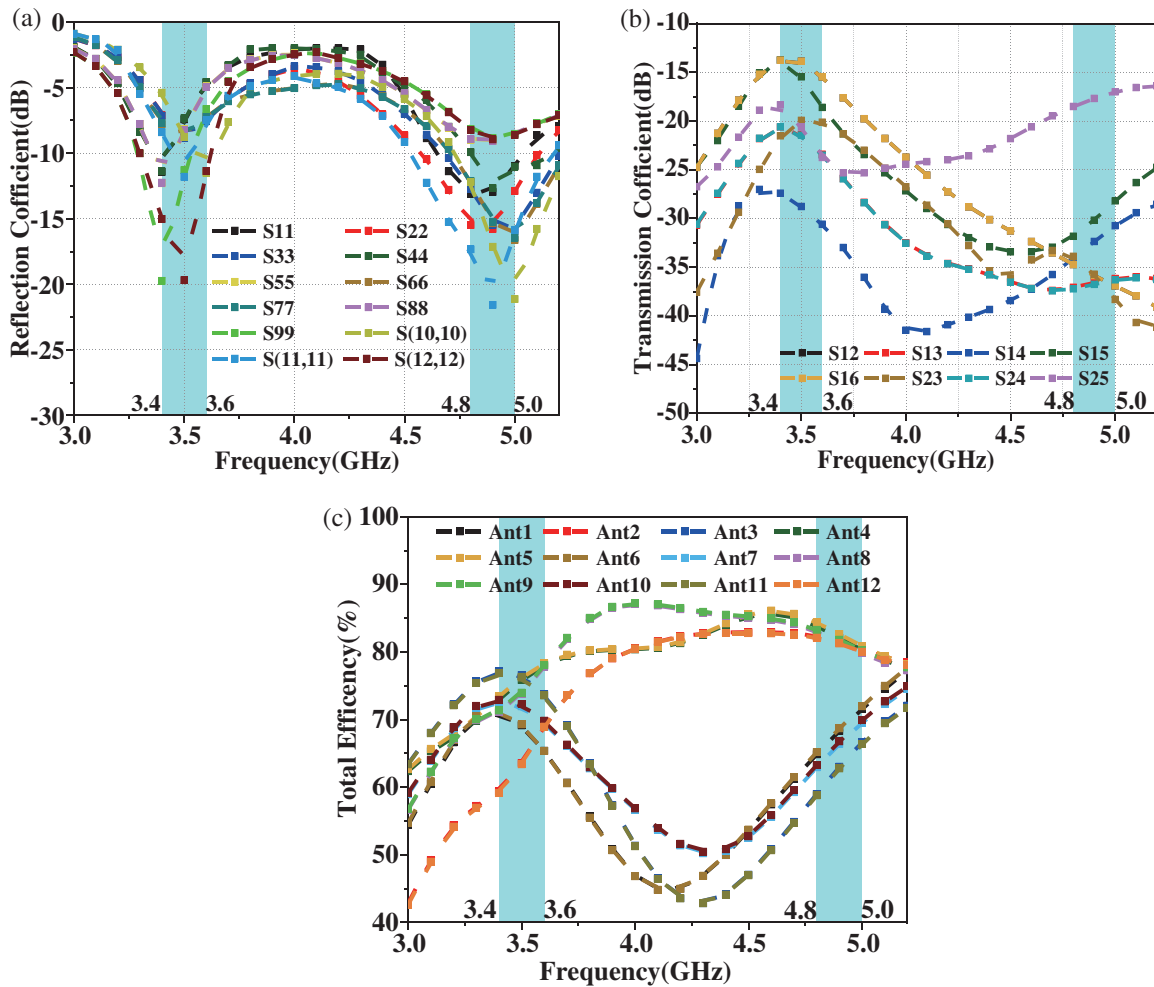 (a)
0
-5
-10
-15
-20
-25
-30
Reflection Cofficient(dB)
S11 S22
S33 S44
S55 S66
S77 S88
S99 S(10,10)
S(11,11) S(12,12)
3.4 3.6 4.8 5.0
3.0 3.5 4.0 4.5 5.0
Frequency(GHz)
(b)
-10
-15
-20
-25
-30
-35
-40
-45
-50
Transmission Cofficient(dB)
S12 S13 S14 S15
S16 S23 S24 S25
3.4 3.6 4.8 5.0
3.0 3.5 4.0 4.5 5.0
Frequency(GHz)
(c)
100
90
80
70
60
50
40
Total Efficency(%)
Ant1 Ant2 Ant3 Ant4
Ant5 Ant6 Ant7 Ant8
Ant9 Ant10 Ant11 Ant12
3.4 3.6 4.8 5.0
3.0 3.5 4.0 4.5 5.0
Frequency(GHz)